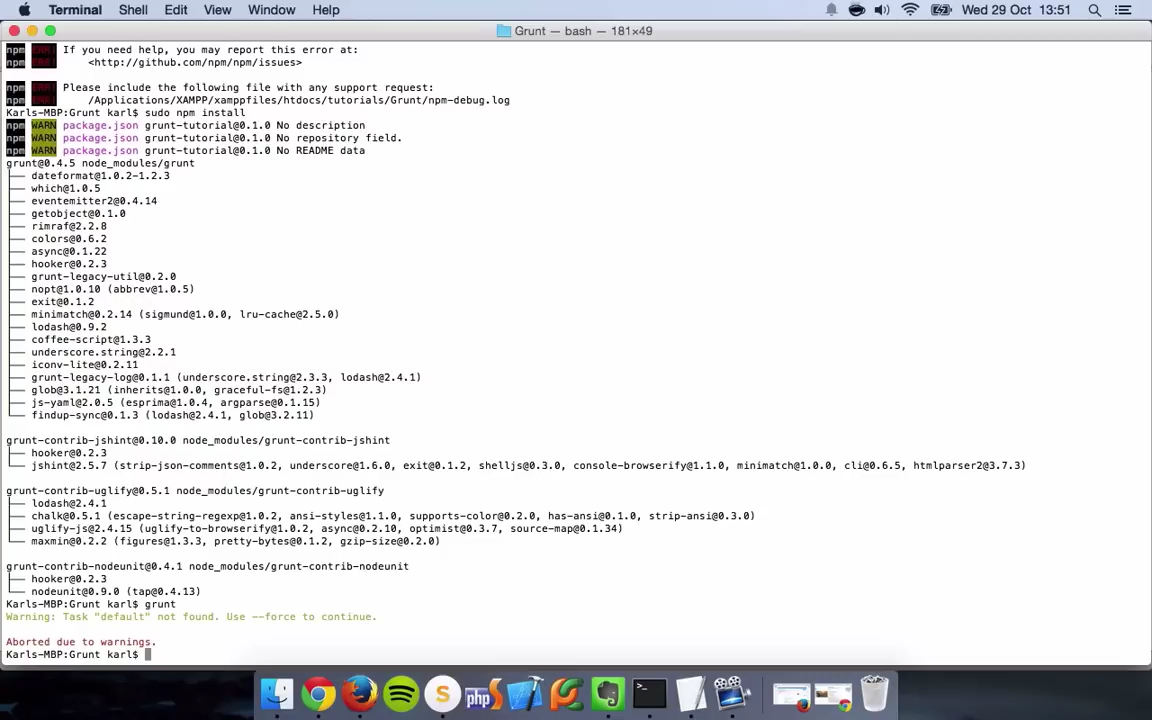 Terminal Shell Edit View Window Help Wed 29 Oct 13:51
Grunt — bash — 181×49
npm ERR! If you need help, you may report this error at:
npm ERR!     <http://github.com/npm/npm/issues>
npm ERR! Please include the following file with any support request:
npm ERR!     /Applications/XAMPP/xamppfiles/htdocs/tutorials/Grunt/npm-debug.log
Karls-MBP:Grunt karl$ sudo npm install
npm WARN package.json grunt-tutorial@0.1.0 No description
npm WARN package.json grunt-tutorial@0.1.0 No repository field.
npm WARN package.json grunt-tutorial@0.1.0 No README data
grunt@0.4.5 node_modules/grunt
├── dateformat@1.0.2-1.2.3
├── which@1.0.5
├── eventemitter2@0.4.14
├── getobject@0.1.0
├── rimraf@2.2.8
├── colors@0.6.2
├── async@0.1.22
├── hooker@0.2.3
├── grunt-legacy-util@0.2.0
├── nopt@1.0.10 (abbrev@1.0.5)
├── exit@0.1.2
├── minimatch@0.2.14 (sigmund@1.0.0, lru-cache@2.5.0)
├── lodash@0.9.2
├── coffee-script@1.3.3
├── underscore.string@2.2.1
├── iconv-lite@0.2.11
├── grunt-legacy-log@0.1.1 (underscore.string@2.3.3, lodash@2.4.1)
├── glob@3.1.21 (inherits@1.0.0, graceful-fs@1.2.3)
├── js-yaml@2.0.5 (esprima@1.0.4, argparse@0.1.15)
└── findup-sync@0.1.3 (lodash@2.4.1, glob@3.2.11)
grunt-contrib-jshint@0.10.0 node_modules/grunt-contrib-jshint
├── hooker@0.2.3
└── jshint@2.5.7 (strip-json-comments@1.0.2, underscore@1.6.0, exit@0.1.2, shelljs@0.3.0, console-browserify@1.1.0, minimatch@1.0.0, cli@0.6.5, htmlparser2@3.7.3)
grunt-contrib-uglify@0.5.1 node_modules/grunt-contrib-uglify
├── lodash@2.4.1
├── chalk@0.5.1 (escape-string-regexp@1.0.2, ansi-styles@1.1.0, supports-color@0.2.0, has-ansi@0.1.0, strip-ansi@0.3.0)
├── uglify-js@2.4.15 (uglify-to-browserify@1.0.2, async@0.2.10, optimist@0.3.7, source-map@0.1.34)
└── maxmin@0.2.2 (figures@1.3.3, pretty-bytes@0.1.2, gzip-size@0.2.0)
grunt-contrib-nodeunit@0.4.1 node_modules/grunt-contrib-nodeunit
├── hooker@0.2.3
└── nodeunit@0.9.0 (tap@0.4.13)
Karls-MBP:Grunt karl$ grunt
Warning: Task "default" not found. Use --force to continue.
Aborted due to warnings.
Karls-MBP:Grunt karl$
S php >_